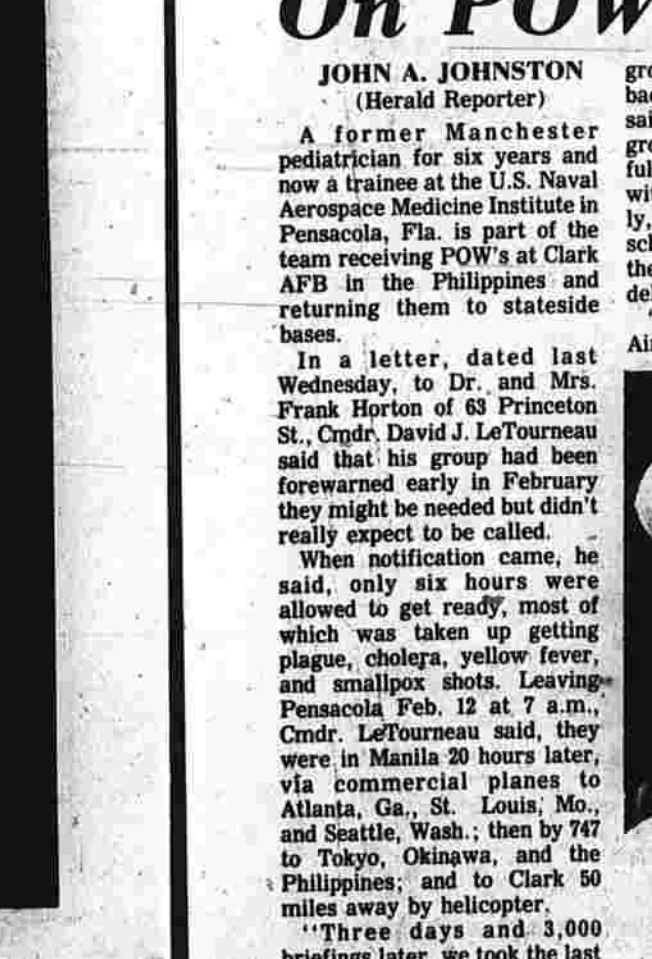 On POW
JOHN A. JOHNSTON
(Herald Reporter)
A former Manchester
pediatrician for six years and
now a trainee at the U.S. Naval
Aerospace Medicine Institute in
Pensacola, Fla. is part of the
team receiving POW's at Clark
AFB in the Philippines and
returning them to stateside
bases.
In a letter, dated last
Wednesday, to Dr. and Mrs.
Frank Horton of 63 Princeton
St., Cmdr. David J. LeTourneau
said that his group had been
forewarned early in February
they might be needed but didn't
really expect to be called.
When notification came, he
said, only six hours were
allowed to get ready, most of
which was taken up getting
plague, cholera, yellow fever,
and smallpox shots. Leaving
Pensacola Feb. 12 at 7 a.m.,
Cmdr. LeTourneau said, they
were in Manila 20 hours later,
via commercial planes to
Atlanta, Ga., St. Louis, Mo.,
and Seattle, Wash.; then by 747
to Tokyo, Okinawa, and the
Philippines; and to Clark 50
miles away by helicopter.
"Three days and 3,000
briefings later, we took the last